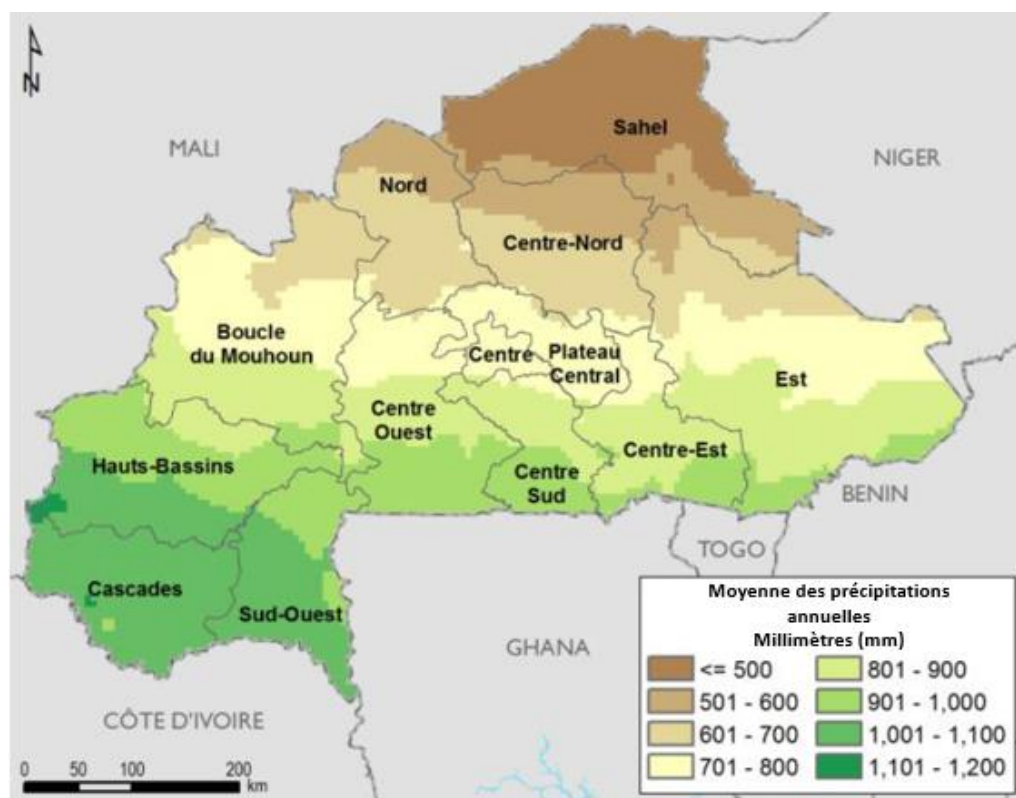 N
MALI
NIGER
Sahel
Nord
Centre-Nord
Boucle
du Mouhoun
Centre
Plateau
Central
Est
Centre
Ouest
Centre-Est
Hauts-Bassins
Centre
Sud
BENIN
TOGO
Cascades
Sud-Ouest
GHANA
CÔTE D'IVOIRE
0 50 100 200
km
Moyenne des précipitations
annuelles
Millimètres (mm)
<= 500
501 - 600
601 - 700
701 - 800
801 - 900
901 - 1,000
1,001 - 1,100
1,101 - 1,200